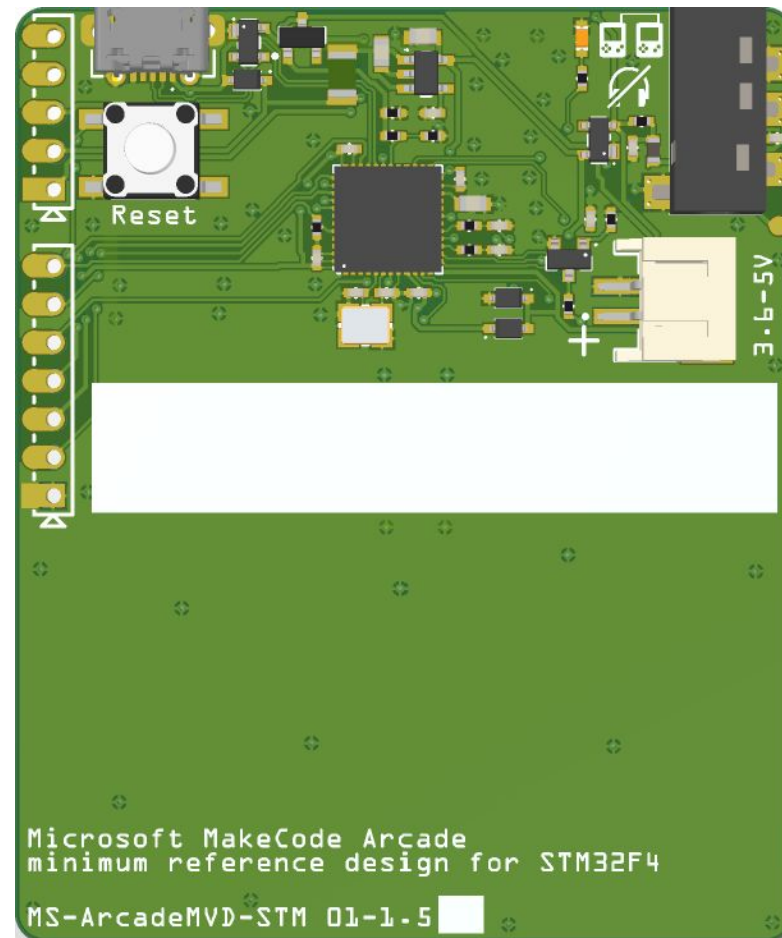 Reset
3.6-5V
+
Microsoft MakeCode Arcade
minimum reference design for STM32F4
MS-ArcadeMVD-STM 01-1.5